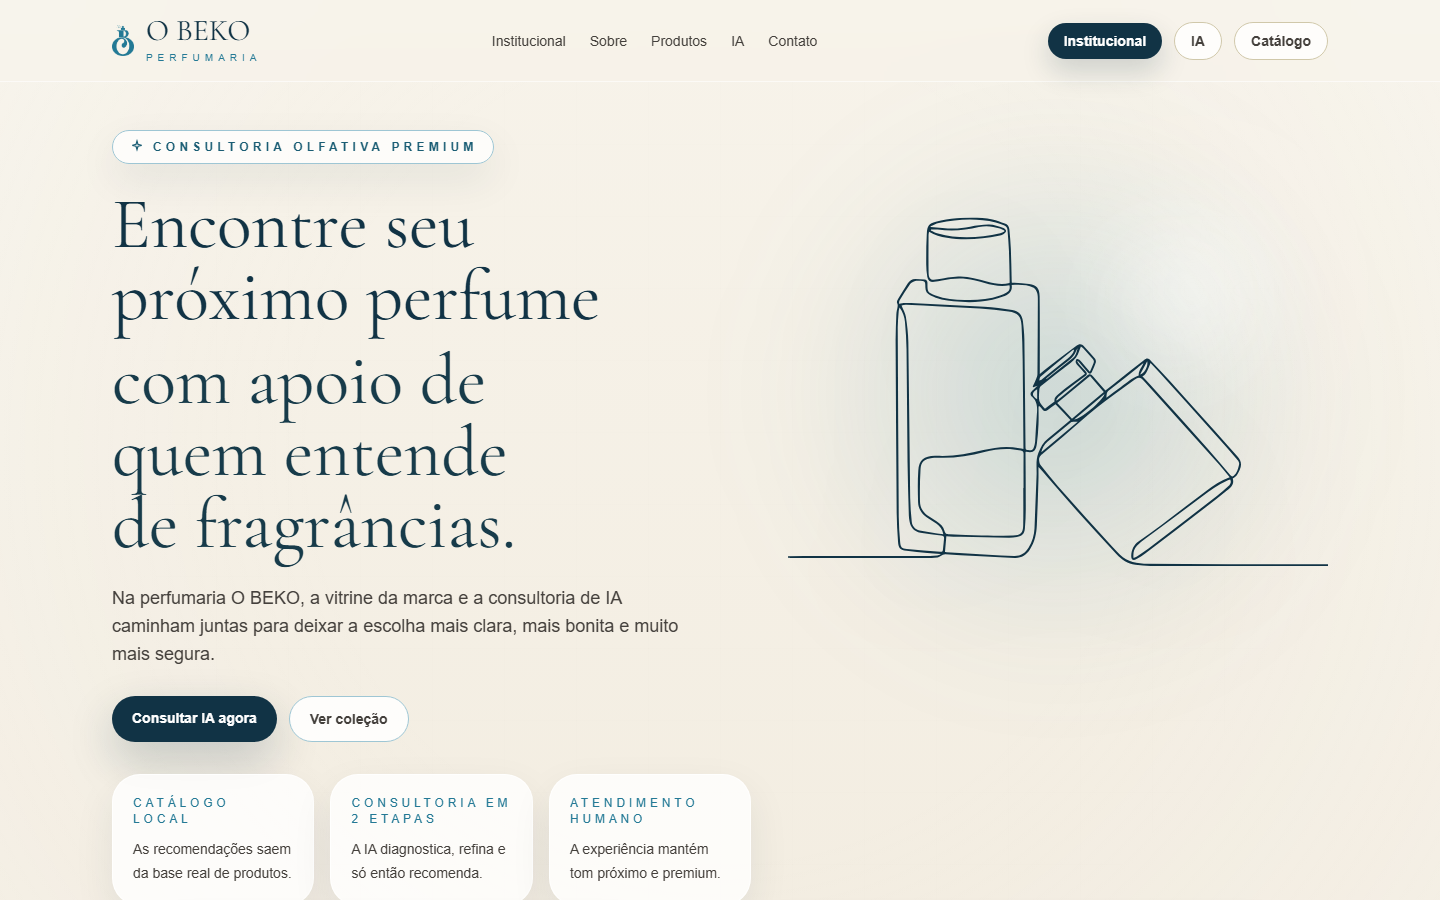 O BEKO
PERFUMARIA
Institucional Sobre Produtos IA Contato
Institucional IA Catálogo
CONSULTORIA OLFATIVA PREMIUM
Encontre seu
próximo perfume
com apoio de
quem entende
de fragrâncias.
Na perfumaria O BEKO, a vitrine da marca e a consultoria de IA
caminham juntas para deixar a escolha mais clara, mais bonita e muito
mais segura.
Consultar IA agora Ver coleção
CATÁLOGO
LOCAL
As recomendações saem
da base real de produtos.
CONSULTORIA EM
2 ETAPAS
A IA diagnostica, refina e
só então recomenda.
ATENDIMENTO
HUMANO
A experiência mantém
tom próximo e premium.